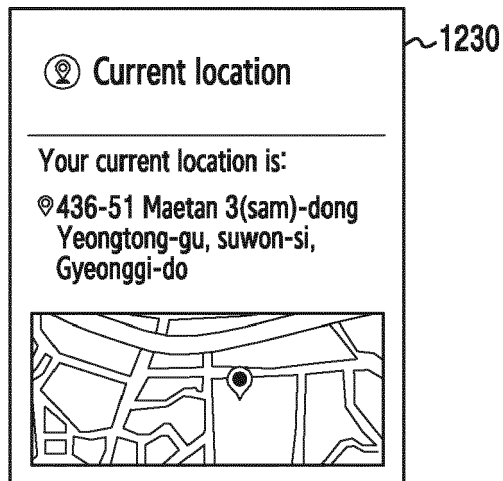 1230
Current location
Your current location is:
436-51 Maetan 3(sam)-dong
Yeongtong-gu, suwon-si,
Gyeonggi-do